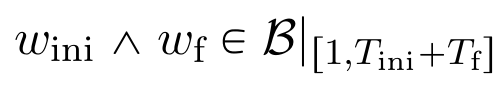 w_ini ∧ w_f ∈ ℬ|_[1,T_ini+T_f]